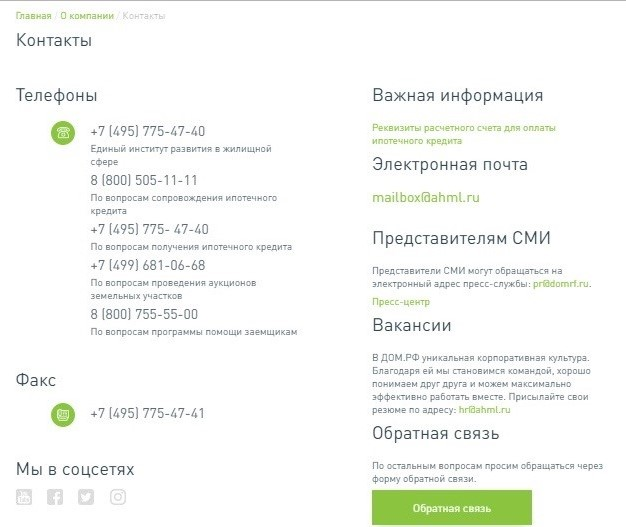 Главная / О компании / Контакты
Контакты
Телефоны
+7 (495) 775-47-40
Единый институт развития в жилищной
сфере
8 (800) 505-11-11
По вопросам сопровождения ипотечного
кредита
+7 (495) 775- 47-40
По вопросам получения ипотечного кредита
+7 (499) 681-06-68
По вопросам проведения аукционов
земельных участков
8 (800) 755-55-00
По вопросам программы помощи заемщикам
Факс
+7 (495) 775-47-41
Мы в соцсетях
Важная информация
Реквизиты расчетного счета для оплаты
ипотечного кредита
Электронная почта
mailbox@ahml.ru
Представителям СМИ
Представители СМИ могут обращаться на
электронный адрес пресс-службы: pr@domrf.ru.
Пресс-центр
Вакансии
В ДОМ.РФ уникальная корпоративная культура.
Благодаря ей мы становимся командой, хорошо
понимаем друг друга и можем максимально
эффективно работать вместе. Присылайте свои
резюме по адресу: hr@ahml.ru
Обратная связь
По остальным вопросам просим обращаться через
форму обратной связи.
Обратная связь